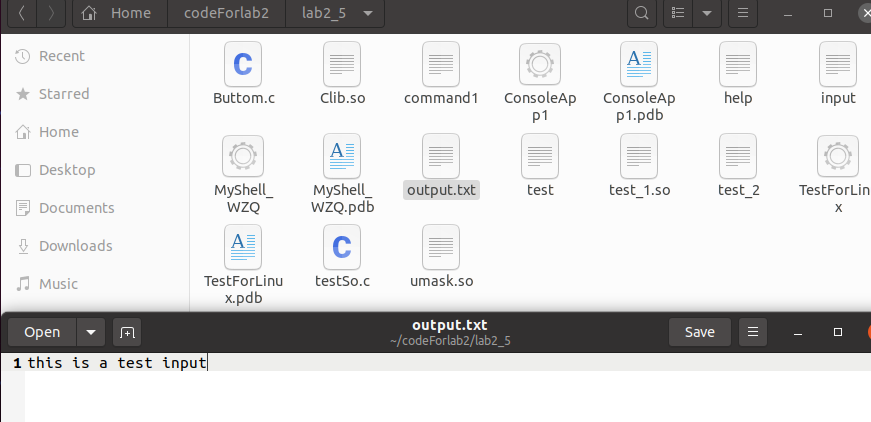 Home codeForlab2 lab2_5
Recent
Starred
Home
Desktop
Documents
Downloads
Music
Buttom.c Clib.so command1 ConsoleAp
p1 ConsoleAp
p1.pdb help input
MyShell_
WZQ MyShell_
WZQ.pdb output.txt test test_1.so test_2 TestForLin
x
TestForLinu
x.pdb testSo.c umask.so
Open output.txt Save
~/codeForlab2/lab2_5
1 this is a test input